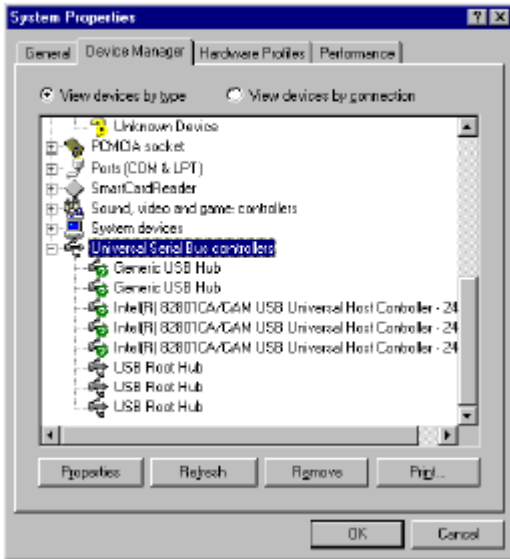 System Properties
General Device Manager Hardware Profiles Performance
View devices by type View devices by connection
Unknown Device
PCMCIA socket
Ports (COM & LPT)
SmartCardReader
Sound, video and game controllers
System devices
Universal Serial Bus controllers
Generic USB Hub
Generic USB Hub
Intel(R) 82801CA/CAM USB Universal Host Controller - 24
Intel(R) 82801CA/CAM USB Universal Host Controller - 24
Intel(R) 82801CA/CAM USB Universal Host Controller - 24
USB Root Hub
USB Root Hub
USB Root Hub
Properties Refresh Remove Print...
OK Cancel